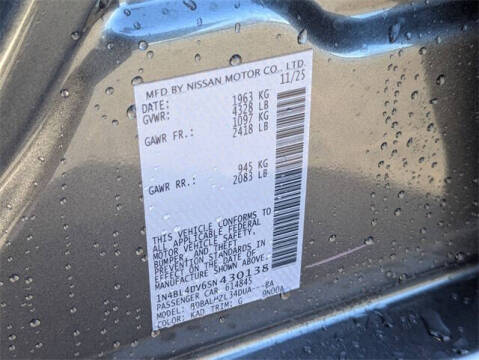 MFD BY NISSAN MOTOR CO., LTD.
DATE: 11/25
GVWR: 1963 KG
4328 LB
GAWR FR.: 1097 KG
2418 LB
GAWR RR.: 945 KG
2083 LB
THIS VEHICLE CONFORMS TO
ALL APPLICABLE FEDERAL
MOTOR VEHICLE SAFETY,
BUMPER, AND THEFT
PREVENTION STANDARDS IN
EFFECT ON THE DATE OF
MANUFACTURE SHOWN ABOVE.
1N4BL4DV6SN430138
PASSENGER CAR 614845
MODEL:
COLOR: KAD TRIM: G